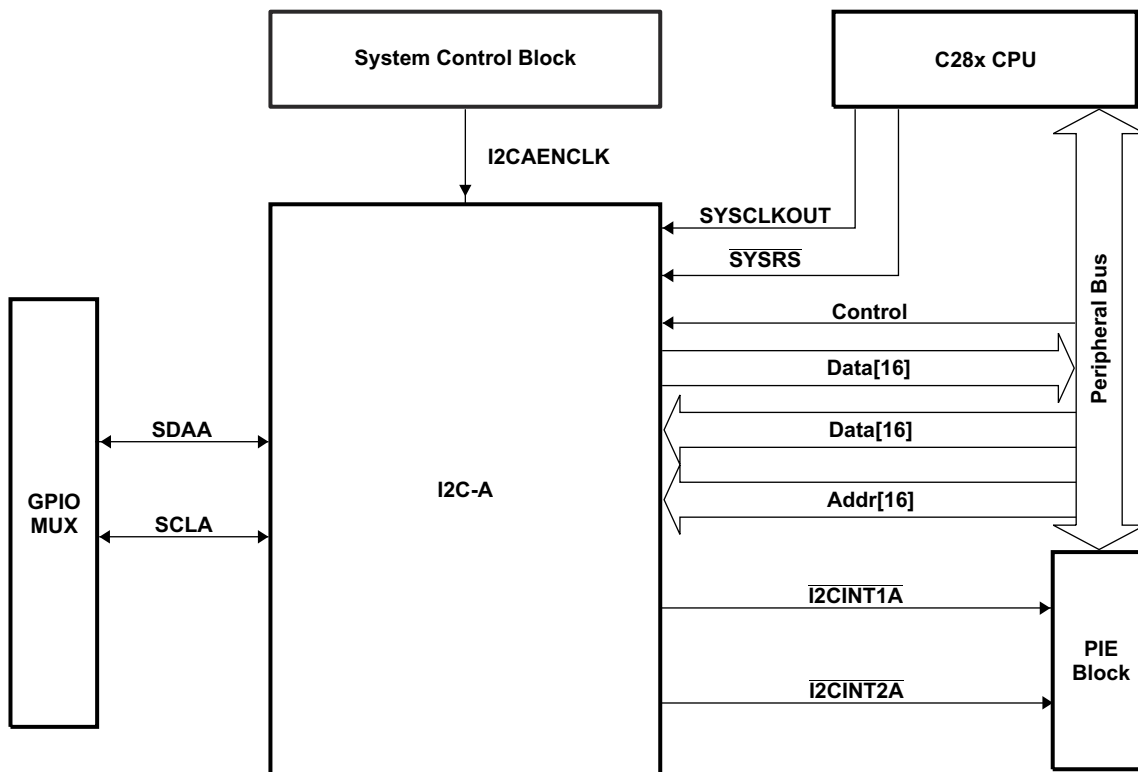 System Control Block
C28x CPU
I2CAENCLK
SYSCLKOUT
SYSRS
Control
Data[16]
Data[16]
Addr[16]
Peripheral Bus
SDAA
SCLA
GPIO
MUX
I2C-A
I2CINT1A
I2CINT2A
PIE
Block